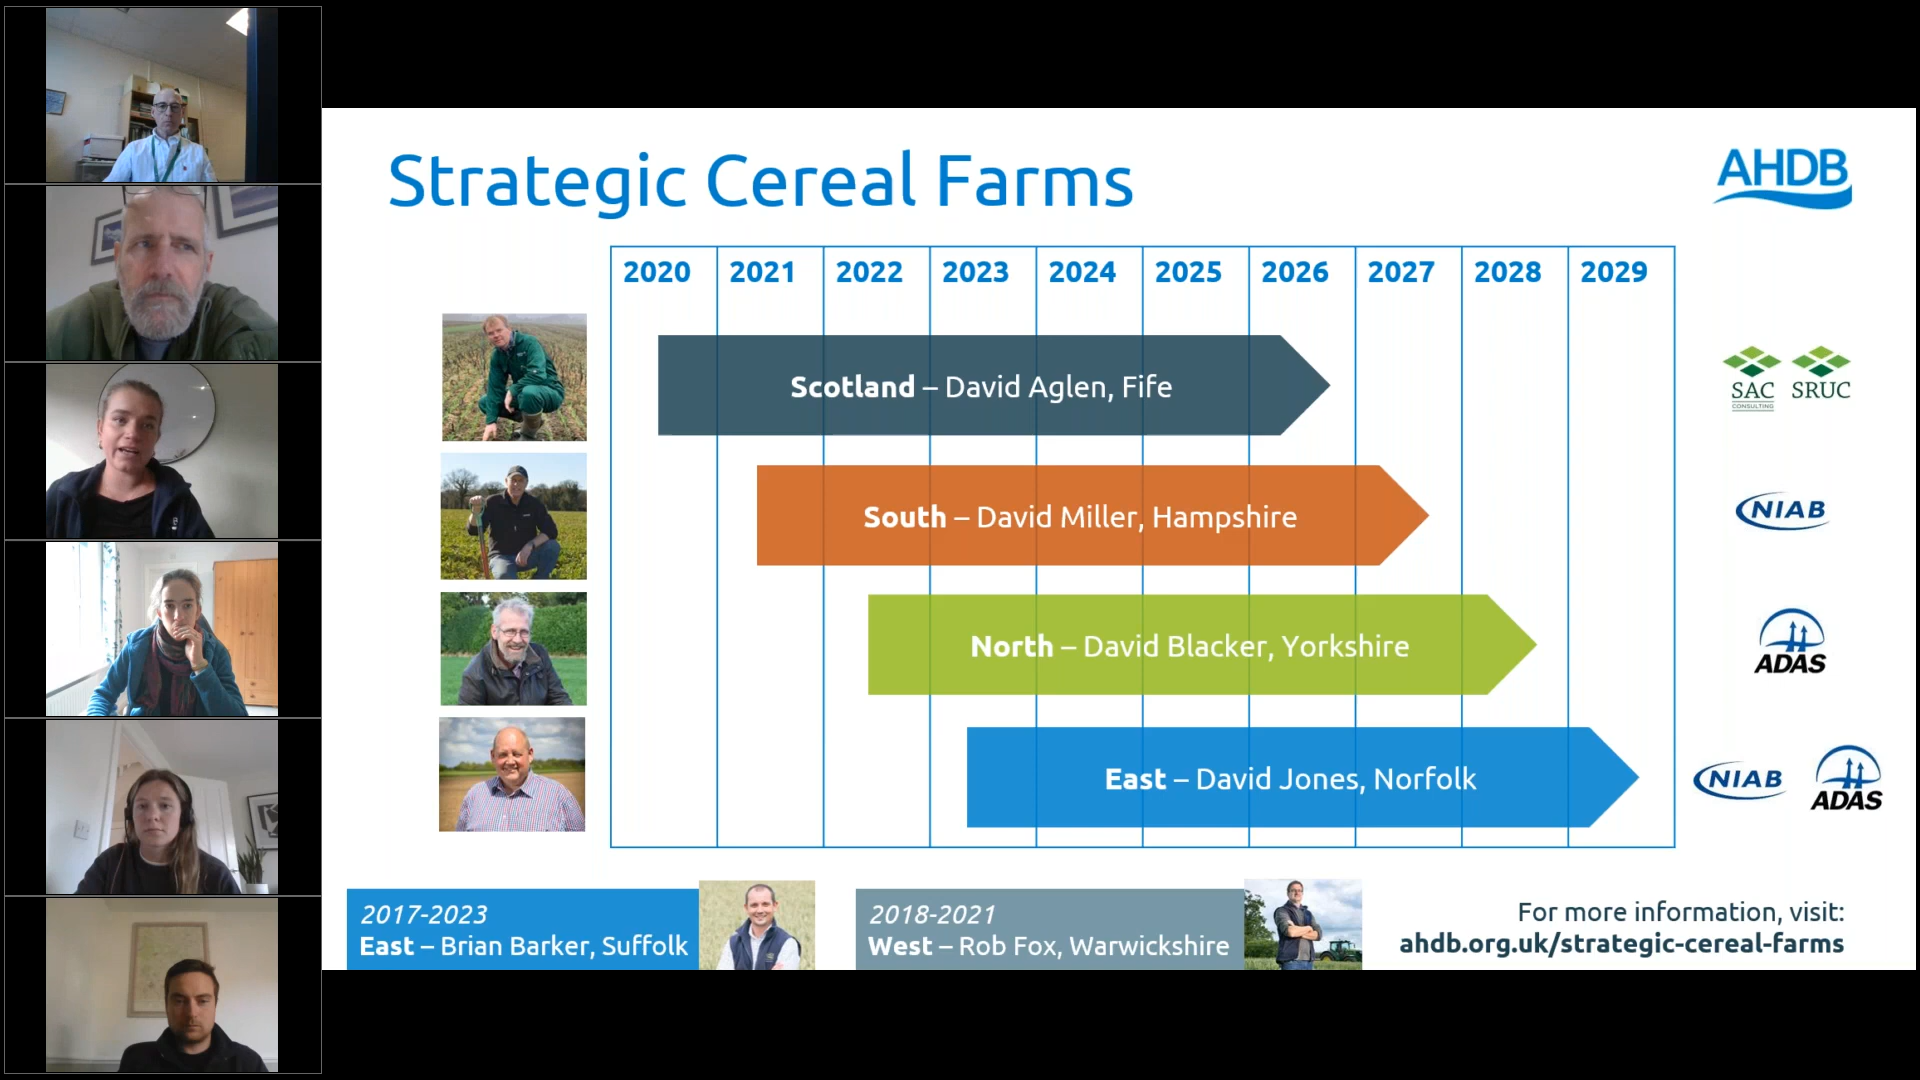 Strategic Cereal Farms
AHDB
2020 2021 2022 2023 2024 2025 2026 2027 2028 2029
Scotland – David Aglen, Fife
SAC
CONSULTING
SRUC
South – David Miller, Hampshire
NIAB
North – David Blacker, Yorkshire
ADAS
East – David Jones, Norfolk
NIAB
ADAS
2017-2023
East – Brian Barker, Suffolk
2018-2021
West – Rob Fox, Warwickshire
For more information, visit:
ahdb.org.uk/strategic-cereal-farms